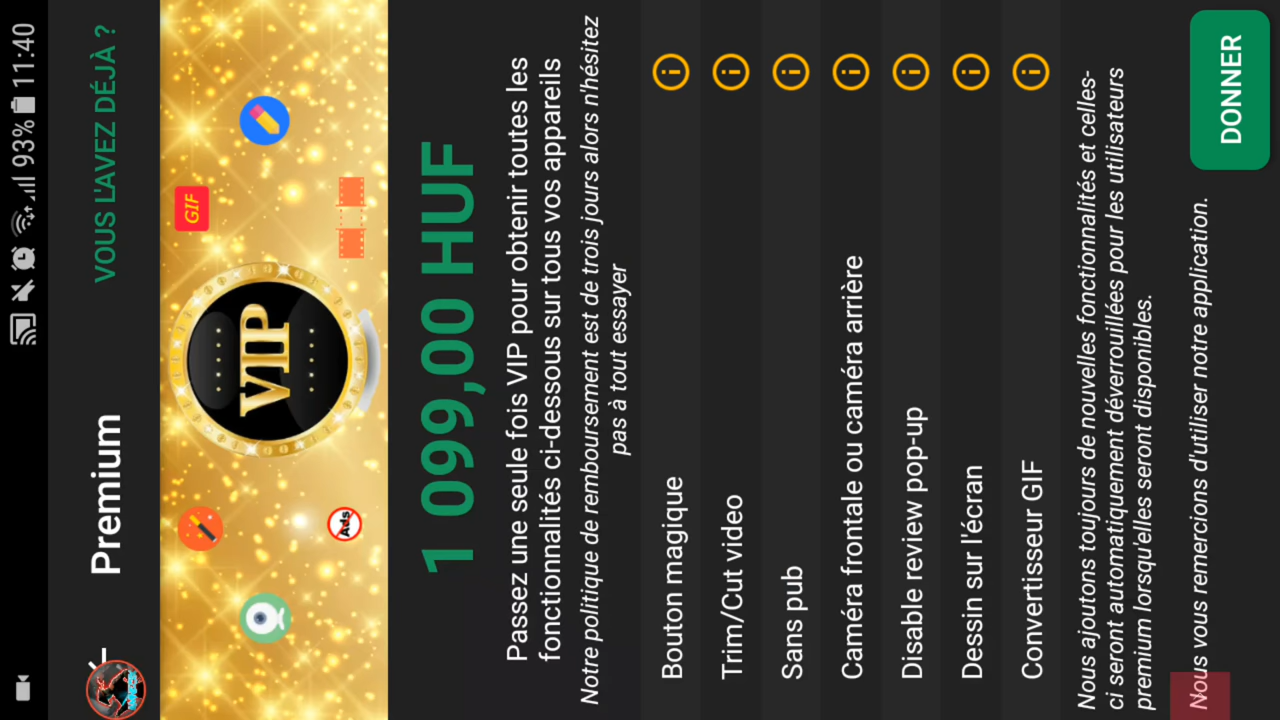 93% 11:40
Premium
VOUS L'AVEZ DÉJÀ ?
GIF
VIP
Ads
1 099,00 HUF
Passez une seule fois VIP pour obtenir toutes les
fonctionnalités ci-dessous sur tous vos appareils
Notre politique de remboursement est de trois jours alors n'hésitez
pas à tout essayer
Bouton magique
Trim/Cut video
Sans pub
Caméra frontale ou caméra arrière
Disable review pop-up
Dessin sur l'écran
Convertisseur GIF
Nous ajoutons toujours de nouvelles fonctionnalités et celles-
ci seront automatiquement déverrouillées pour les utilisateurs
premium lorsqu'elles seront disponibles.
Nous vous remercions d'utiliser notre application.
DONNER